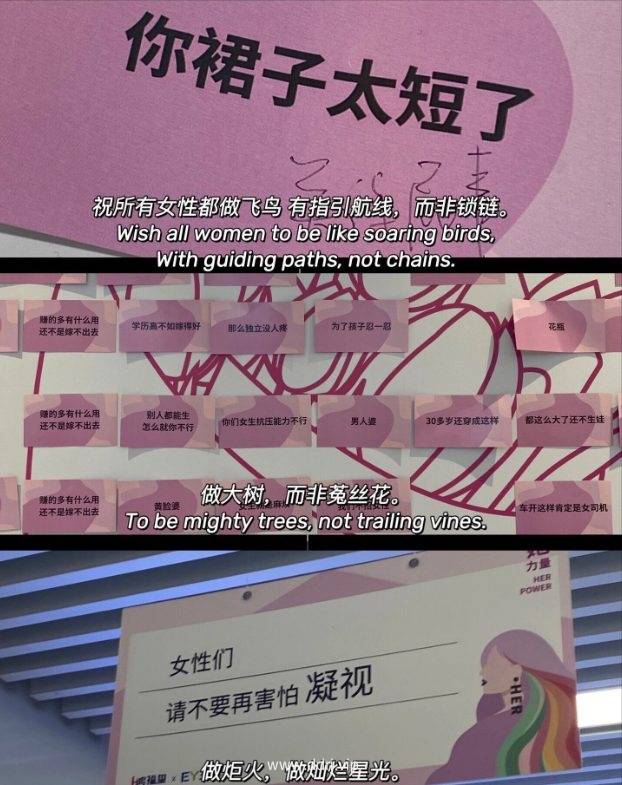 你裙子太短了
祝所有女性都做飞鸟 有指引航线，而非锁链。
Wish all women to be like soaring birds,
With guiding paths, not chains.
赚的多有什么用
还不是嫁不出去
学历高不如嫁得好
那么独立没人疼
为了孩子忍一忍
花瓶
赚的多有什么用
还不是嫁不出去
别人都能生
怎么就你不行
你们女生抗压能力不行
男人婆
30多岁还穿成这样
都这么大了还不生娃
赚的多有什么用
还不是嫁不出去
黄脸婆
车开这样肯定是女司机
做大树，而非菟丝花。
To be mighty trees, not trailing vines.
力量
HER
POWER
女性们
请不要再害怕 凝视
HER
www.ddri.vip
做炬火，做灿烂星光。